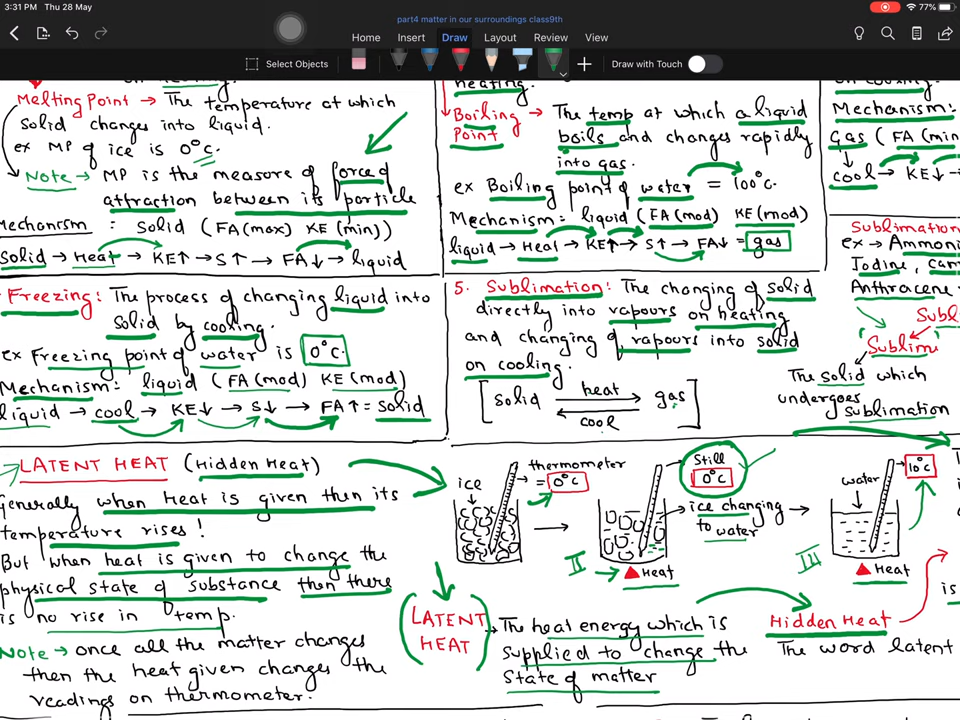 3:31 PM Thu 28 May
77%
part4 matter in our surroundings class9th
Home Insert Draw Layout Review View
Select Objects
Draw with Touch
Melting Point → The temperature at which
solid changes into liquid.
ex MP of ice is 0°C.
Note → MP is the measure of force of
attraction between its particle
Mechanism = Solid (FA(max) KE(min))
Solid → Heat → KE↑ → S↑ → FA↓ → liquid
Freezing: The process of changing liquid into
solid by cooling.
ex Freezing point of water is 0°C.
Mechanism: liquid (FA(mod) KE(mod)
liquid → cool → KE↓ → S↓ → FA↑ = solid
heating.
Boiling Point → The temp at which a liquid
boils and changes rapidly
into gas.
ex Boiling point of water = 100°C.
Mechanism: liquid (FA(mod) KE(mod)
liquid → Heat → KE↑ → S↑ → FA↓ = gas
5. Sublimation: The changing of solid
directly into vapours on heating
and changing of vapours into solid
on cooling.
[solid heat gas]
cool
on cooling.
Mechanism:
gas (FA(min
cool → KE↓
Sublimation
ex → Ammoni
Iodine, cam
Anthracene
Subl
Sublim
The solid which
undergoes
sublimation
LATENT HEAT (Hidden Heat)
Generally when Heat is given then its
temperature rises!
But when heat is given to change the
physical state of substance then there
is no rise in temp.
Note → once all the matter changes
then the heat given changes the
readings on thermometer.
ice
thermometer
= 0°C
Still
0°C
ice changing
to water
II
Heat
water
10°C
III
Heat
LATENT
HEAT
→ The heat energy which is
supplied to change the
State of matter
Hidden Heat
The word latent
is